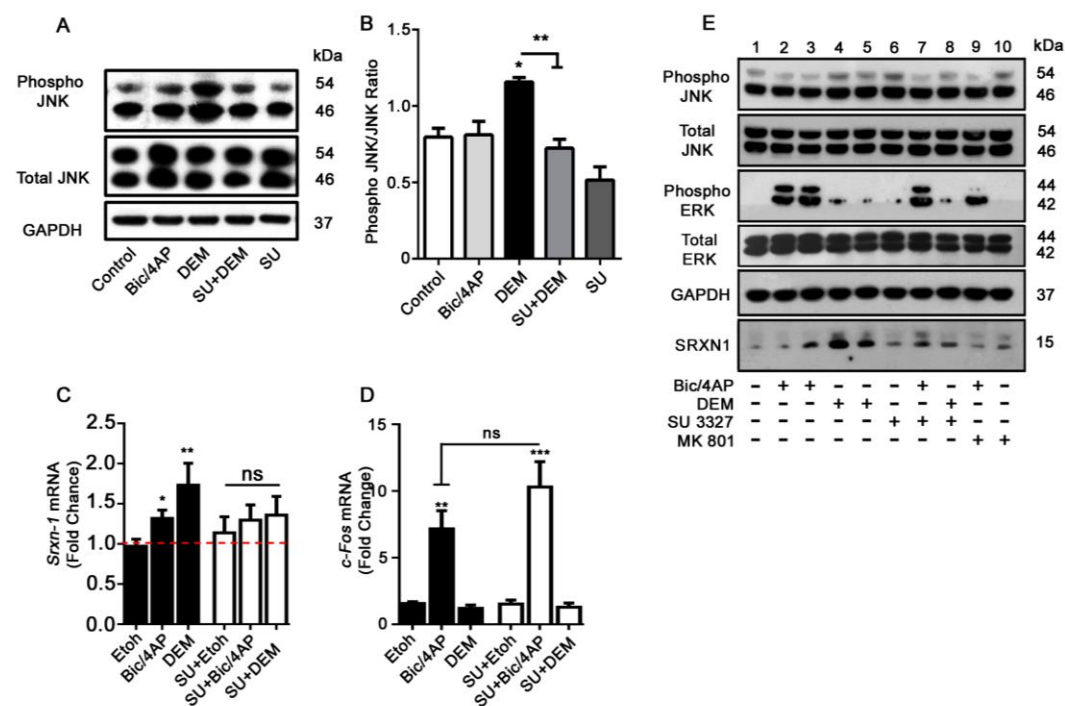 A
kDa
Phospho
JNK
54
46
Total JNK
54
46
GAPDH
37
Control
Bic/4AP
DEM
SU+DEM
SU
B
Phospho JNK/JNK Ratio
1.5
1.0
0.5
0
*
**
Control
Bic/4AP
DEM
SU+DEM
SU
C
Srxn-1 mRNA
(Fold Change)
2.5
2.0
1.5
1.0
0.5
0.0
*
**
ns
Etoh
Bic/4AP
DEM
SU+Etoh
SU+Bic/4AP
SU+DEM
D
c-Fos mRNA
(Fold Change)
15
10
5
0
ns
**
***
Etoh
Bic/4AP
DEM
SU+Etoh
SU+Bic/4AP
SU+DEM
E
1 2 3 4 5 6 7 8 9 10 kDa
Phospho
JNK
54
46
Total
JNK
54
46
Phospho
ERK
44
42
Total
ERK
44
42
GAPDH
37
SRXN1
15
Bic/4AP - + + - - - + - + -
DEM - - - + + - - + - -
SU 3327 - - - - - + + + - -
MK 801 - - - - - - - - + +